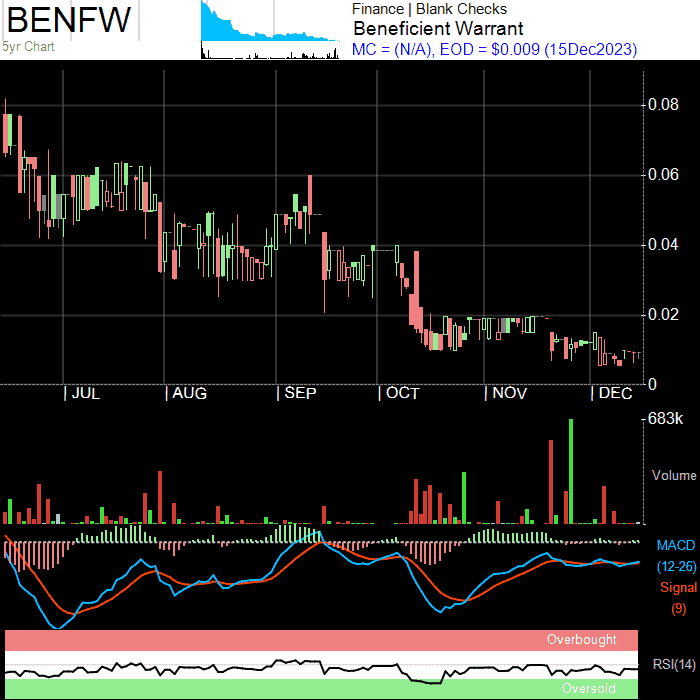 BENFW
5yr Chart
Finance | Blank Checks
Beneficient Warrant
MC = (N/A), EOD = $0.009 (15Dec2023)
0.08
0.06
0.04
0.02
0
| JUL | AUG | SEP | OCT | NOV | DEC
683k
Volume
MACD
(12-26)
Signal
(9)
Overbought
RSI(14)
Oversold